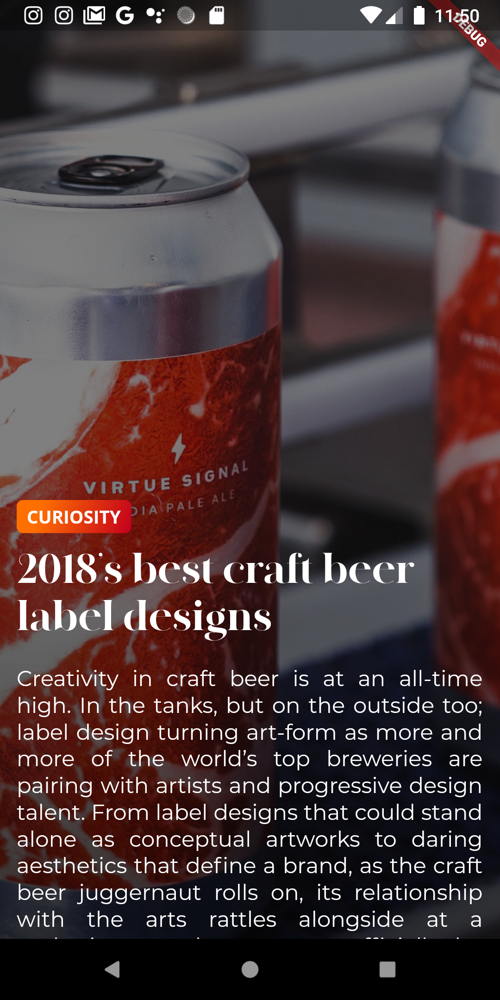 11:50
DEBUG
VIRTUE SIGNAL
PALE ALE
CURIOSITY
2018's best craft beer
label designs
Creativity in craft beer is at an all-time
high. In the tanks, but on the outside too;
label design turning art-form as more and
more of the world’s top breweries are
pairing with artists and progressive design
talent. From label designs that could stand
alone as conceptual artworks to daring
aesthetics that define a brand, as the craft
beer juggernaut rolls on, its relationship
with the arts rattles alongside at a